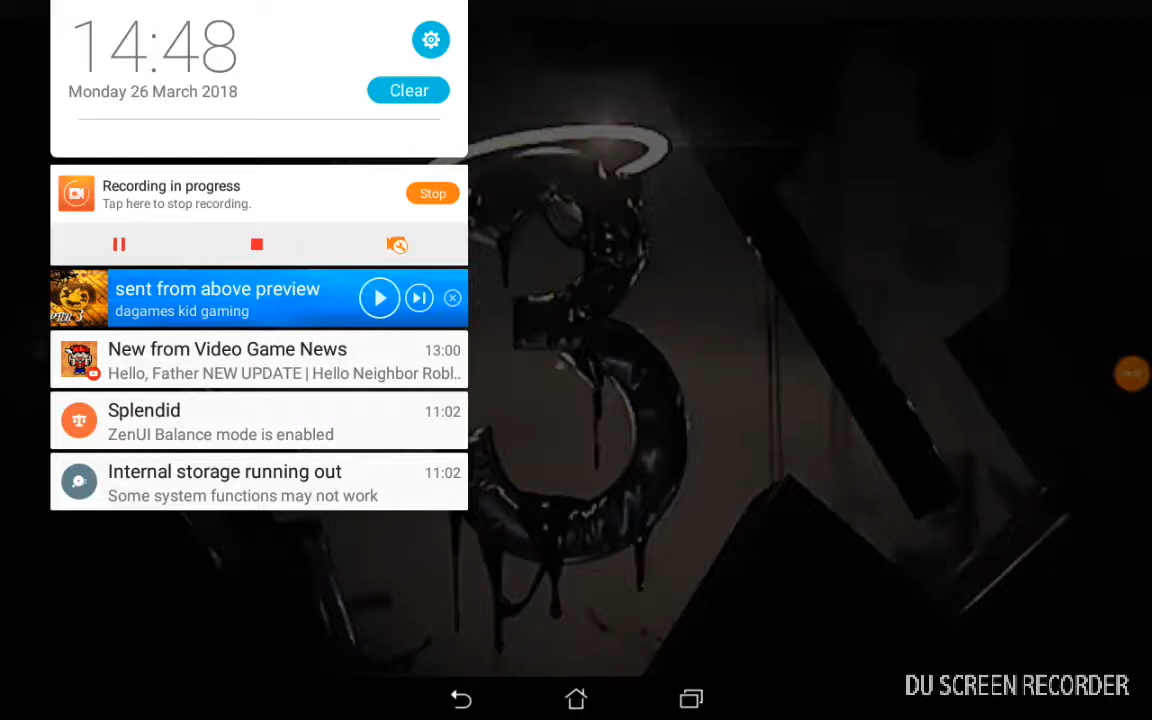 14:48
Monday 26 March 2018
Clear
Recording in progress
Tap here to stop recording.
Stop
sent from above preview
dagames kid gaming
New from Video Game News
13:00
Hello, Father NEW UPDATE | Hello Neighbor Robl..
Splendid
11:02
ZenUI Balance mode is enabled
Internal storage running out
11:02
Some system functions may not work
3
DU SCREEN RECORDER